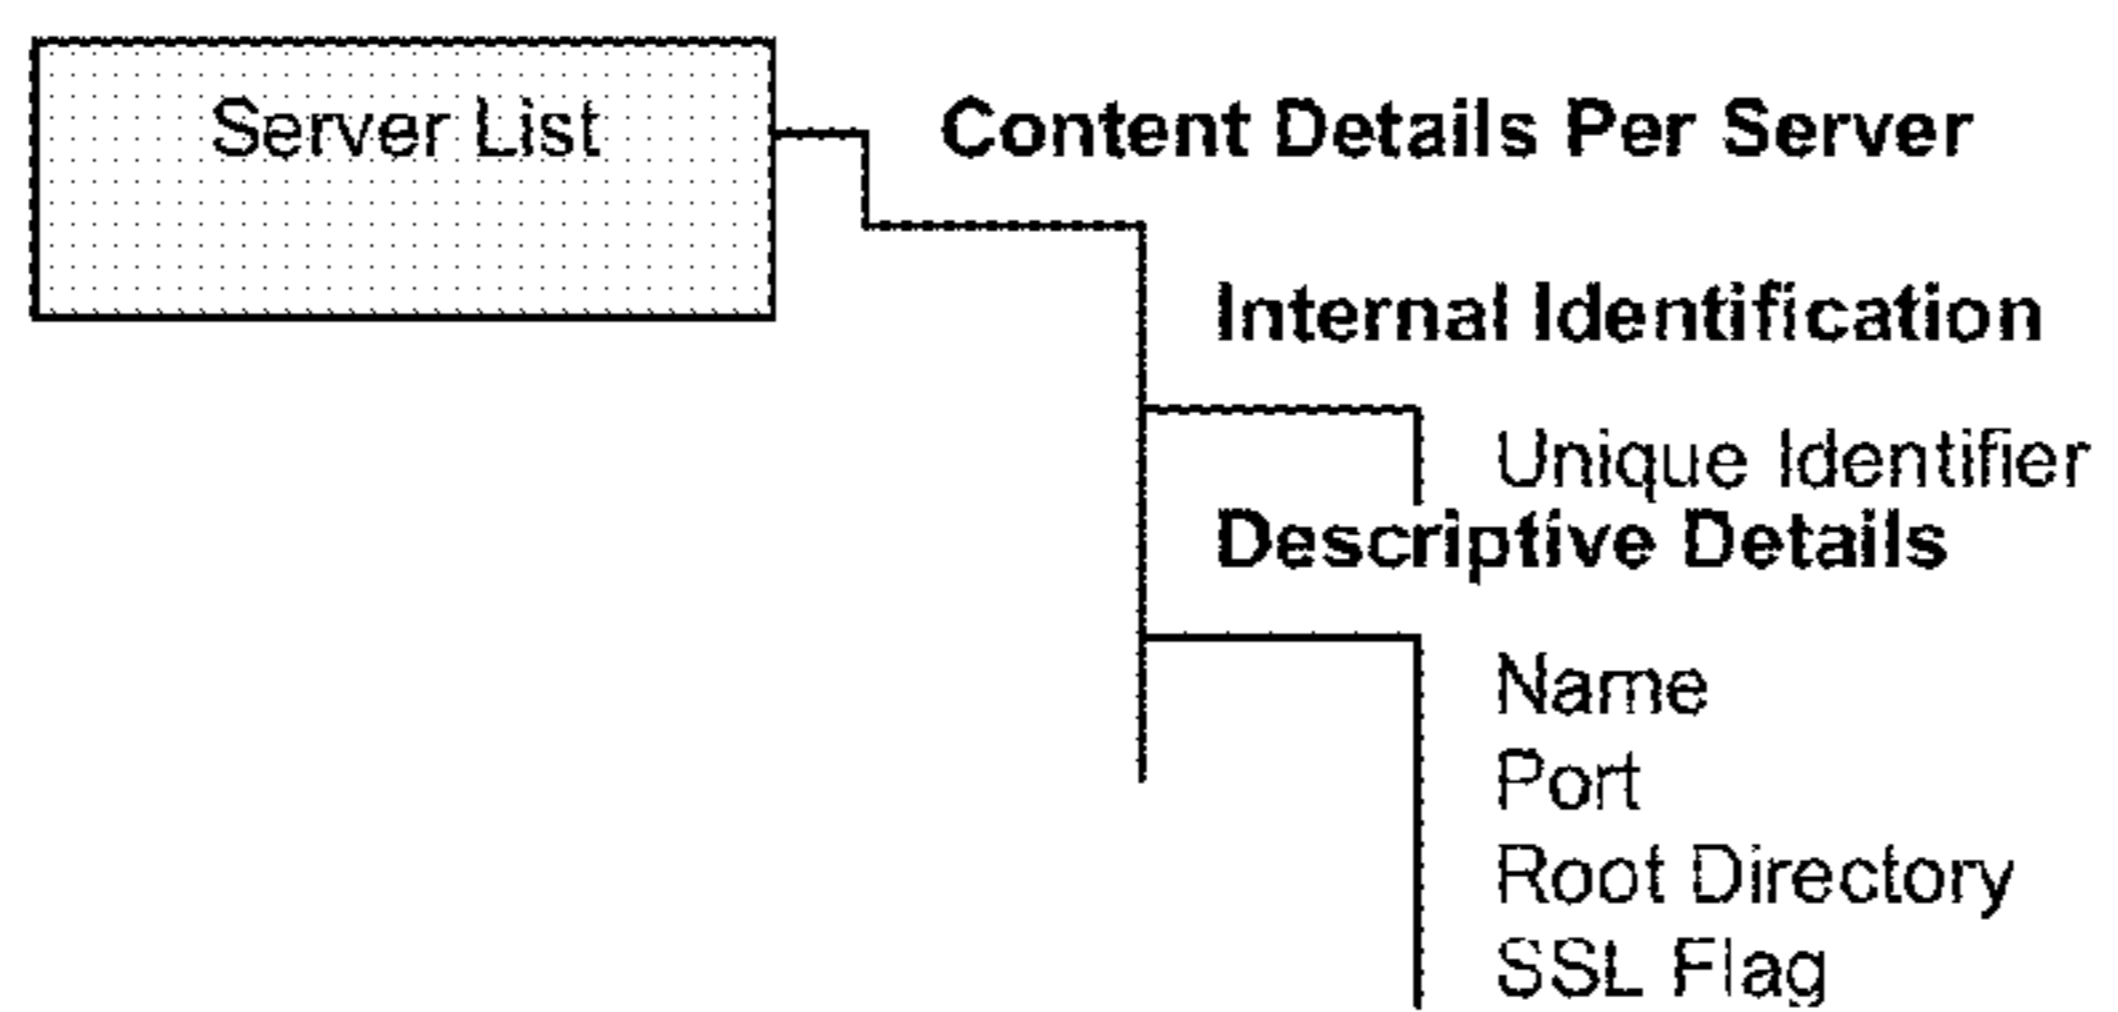 Server List
Content Details Per Server
Internal Identification
Unique Identifier
Descriptive Details
Name
Port
Root Directory
SSL Flag